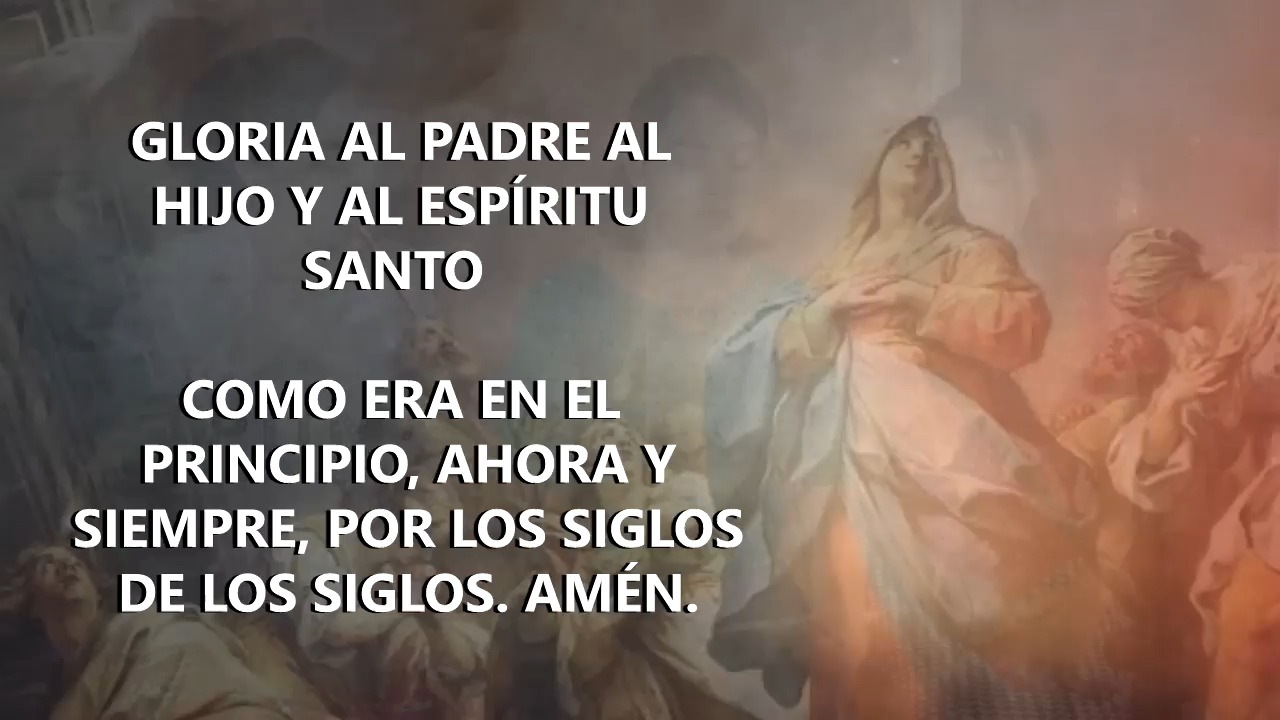 GLORIA AL PADRE AL
HIJO Y AL ESPÍRITU
SANTO
COMO ERA EN EL
PRINCIPIO, AHORA Y
SIEMPRE, POR LOS SIGLOS
DE LOS SIGLOS. AMÉN.